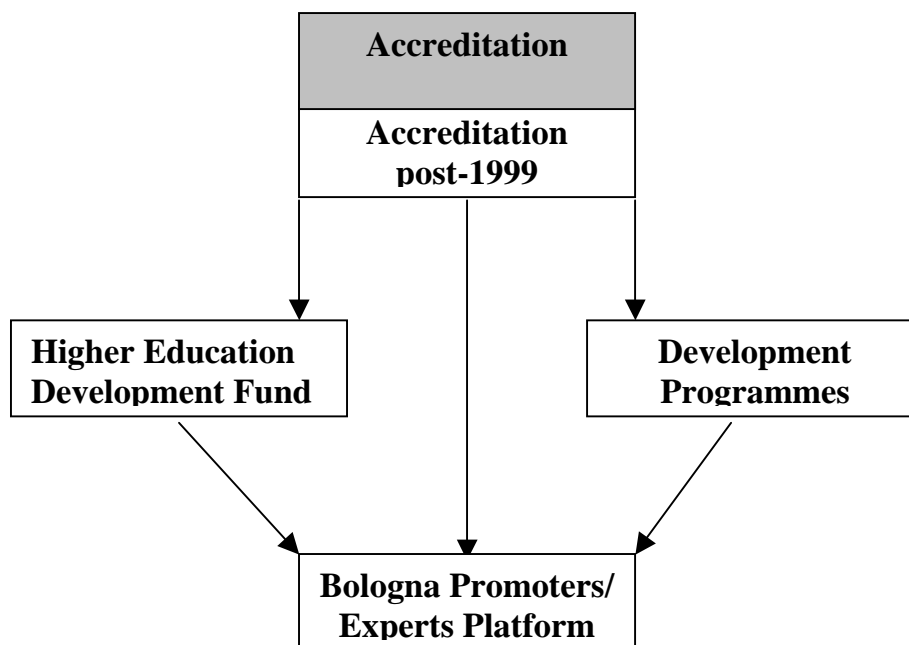 Accreditation
Accreditation
post-1999
Higher Education
Development Fund
Development
Programmes
Bologna Promoters/
Experts Platform